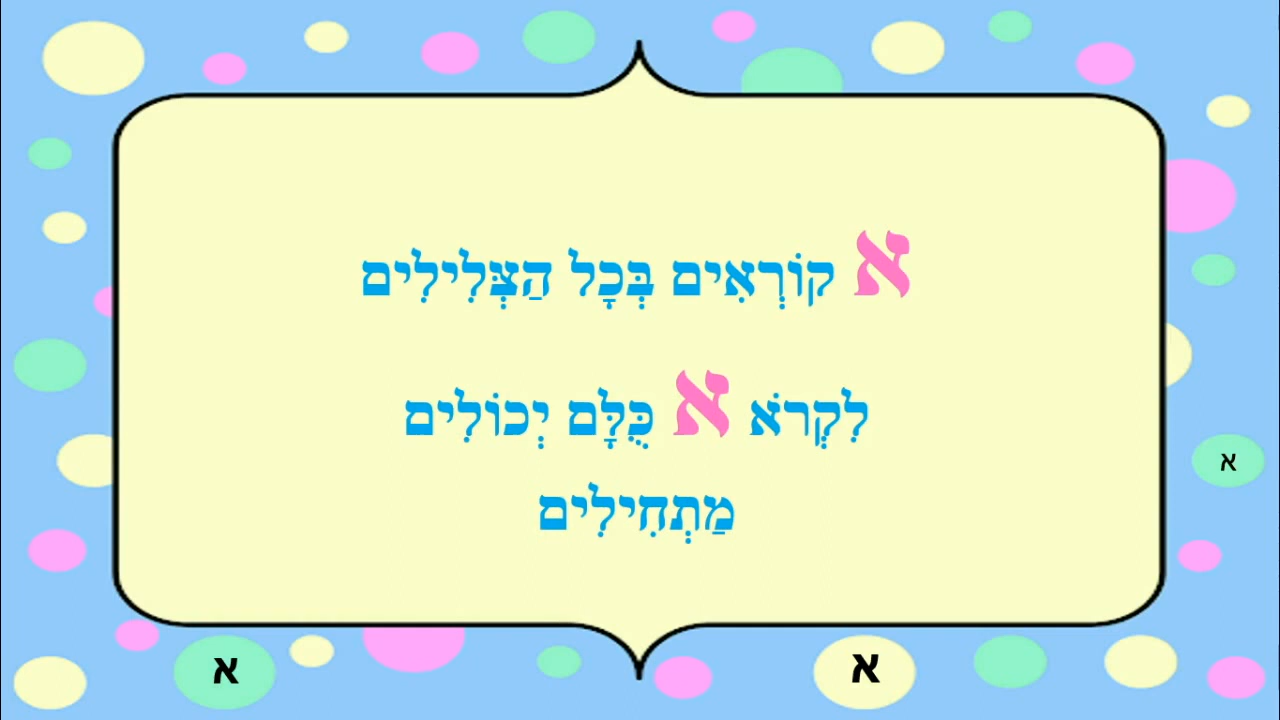 א קוֹרְאִים בְּכָל הַצְּלִילִים
לִקְרֹא א כֻּלָּם יְכוֹלִים
מַתְחִילִים
א
א
א